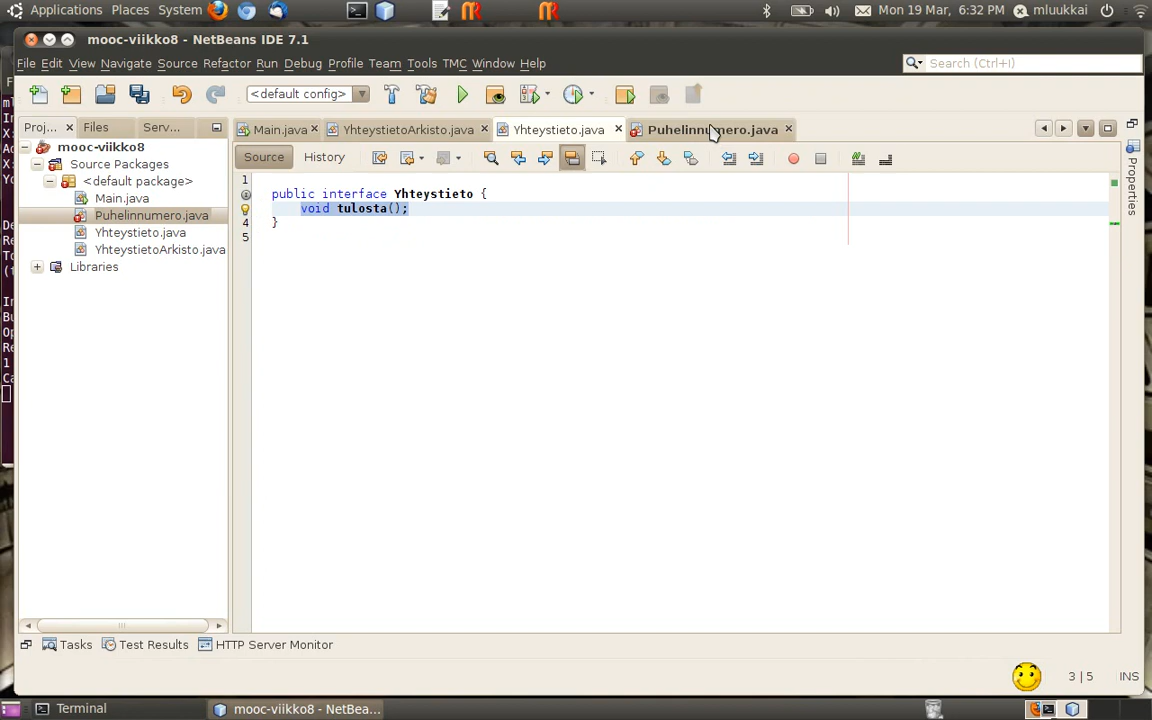 Applications Places System Mon 19 Mar, 6:32 PM mluukkai
mooc-viikko8 - NetBeans IDE 7.1
File Edit View Navigate Source Refactor Run Debug Profile Team Tools TMC Window Help
Search (Ctrl+I)
<default config>
Proj... Files Serv...
Main.java YhteystietoArkisto.java Yhteystieto.java Puhelinnumero.java
mooc-viikko8
Source Packages
<default package>
Main.java
Puhelinnumero.java
Yhteystieto.java
YhteystietoArkisto.java
Libraries
Source History
1
public interface Yhteystieto {
void tulosta();
4 }
5
Properties
Tasks Test Results HTTP Server Monitor
3 | 5 INS
Terminal mooc-viikko8 - NetBea...